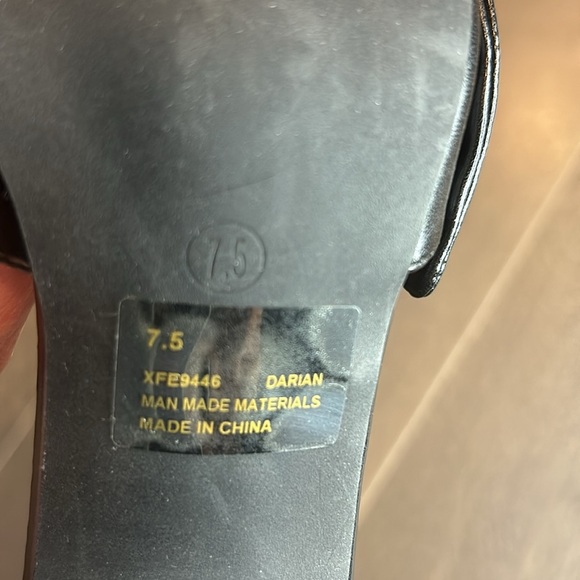 7.5
7.5
XFE9446 DARIAN
MAN MADE MATERIALS
MADE IN CHINA